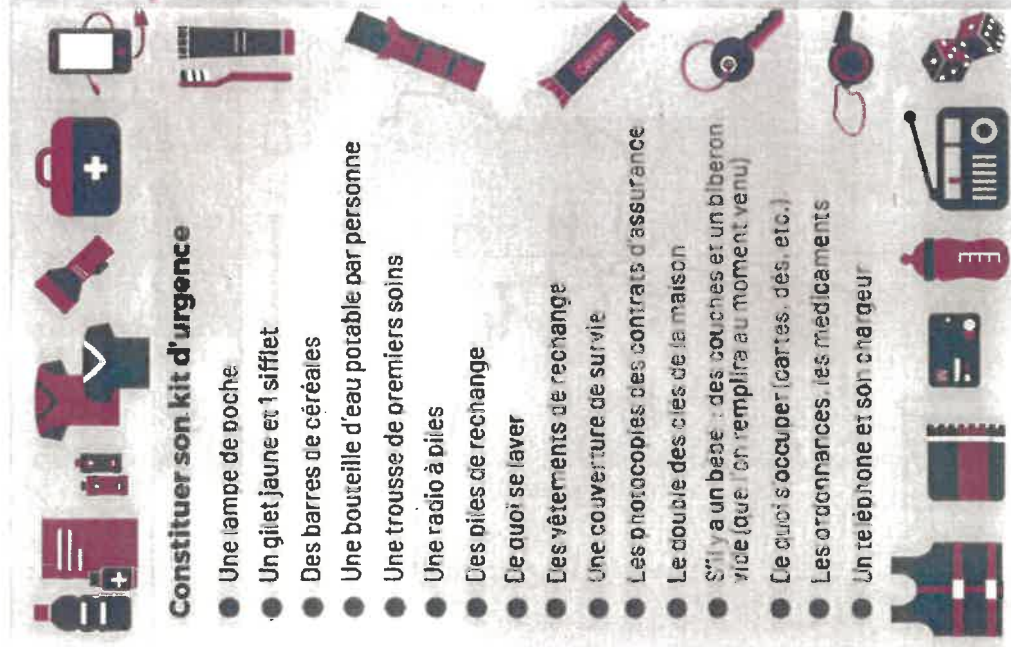 Constituer son kit d'urgence
● Une lampe de poche
● Un gilet jaune et 1 sifflet
● Des barres de céréales
● Une bouteille d'eau potable par personne
● Une trousse de premiers soins
● Une radio à piles
● Des piles de rechange
● De quoi se laver
● Des vêtements de rechange
● Une couverture de survie
● Les photocopies des contrats d'assurance
● Le double des clés de la maison
● S'il y a un bébé : des couches et un biberon
vide (que l'on remplira au moment venu)
● De quoi s'occuper (cartes, dés, etc.)
● Les ordonnances, les médicaments
● Un téléphone et son chargeur